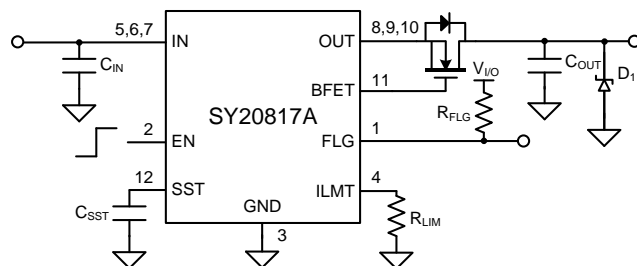 5,6,7
IN
OUT
8,9,10
C_IN
V_I/O
C_OUT
D_1
BFET
11
SY20817A
R_FLG
2
EN
FLG
1
12
SST
ILMT
4
C_SST
GND
R_LIM
3